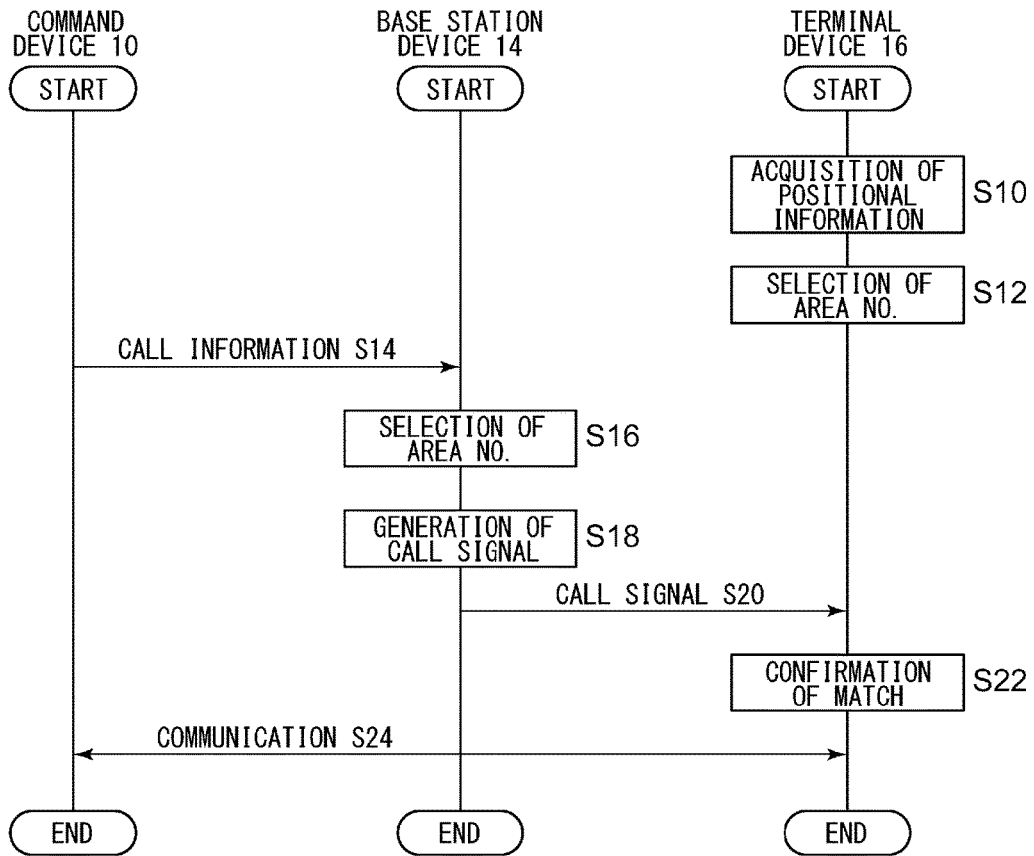 COMMAND
DEVICE 10
BASE STATION
DEVICE 14
TERMINAL
DEVICE 16
START
START
START
ACQUISITION OF
POSITIONAL
INFORMATION
S10
SELECTION OF
AREA NO.
S12
CALL INFORMATION S14
SELECTION OF
AREA NO.
S16
GENERATION OF
CALL SIGNAL
S18
CALL SIGNAL S20
CONFIRMATION
OF MATCH
S22
COMMUNICATION S24
END
END
END